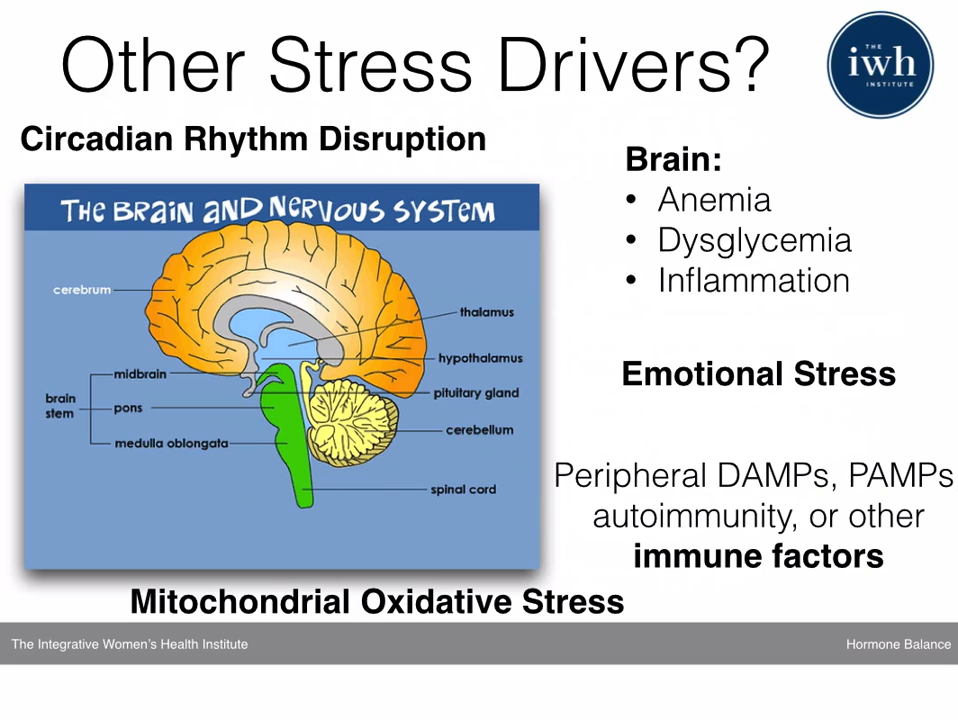 Other Stress Drivers?
THE
iwh
INSTITUTE
Circadian Rhythm Disruption
THE BRAIN AND NERVOUS SYSTEM
cerebrum
thalamus
hypothalamus
midbrain
pituitary gland
brain
stem
pons
cerebellum
medulla oblongata
spinal cord
Brain:
• Anemia
• Dysglycemia
• Inflammation
Emotional Stress
Peripheral DAMPs, PAMPs
autoimmunity, or other
immune factors
Mitochondrial Oxidative Stress
The Integrative Women's Health Institute
Hormone Balance